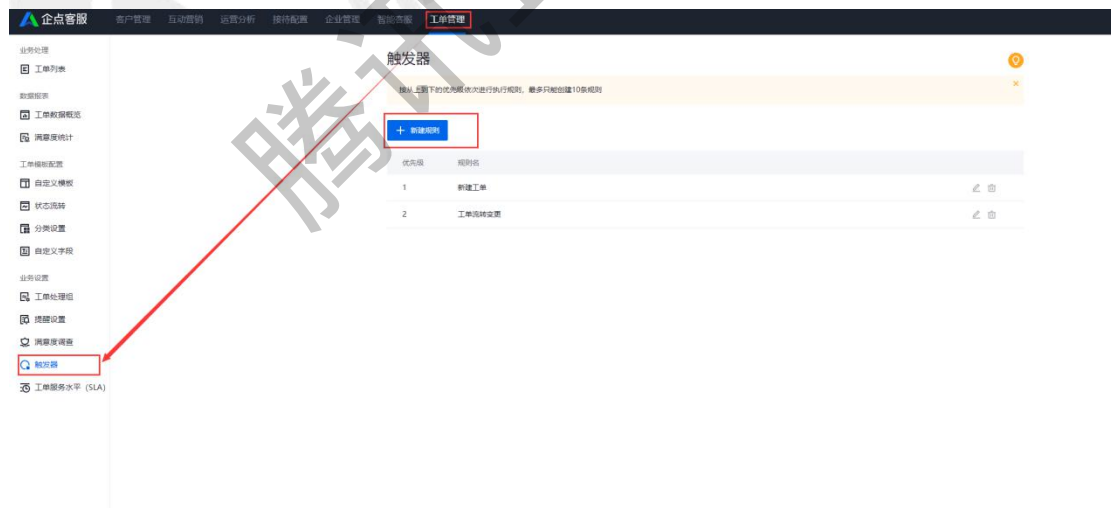 企点客服 客户管理 互动营销 运营分析 接待配置 企业管理 智能客服 工单管理
业务处理
工单列表
数据报表
工单数据概览
满意度统计
工单模板配置
自定义模板
状态流转
分类设置
自定义字段
业务设置
工单处理组
提醒设置
满意度调查
触发器
工单服务水平 (SLA)
触发器
按从上到下的优先级依次进行执行规则，最多只能创建10条规则
+ 新建规则
优先级 规则名
1 新建工单
2 工单流转变更
腾讯